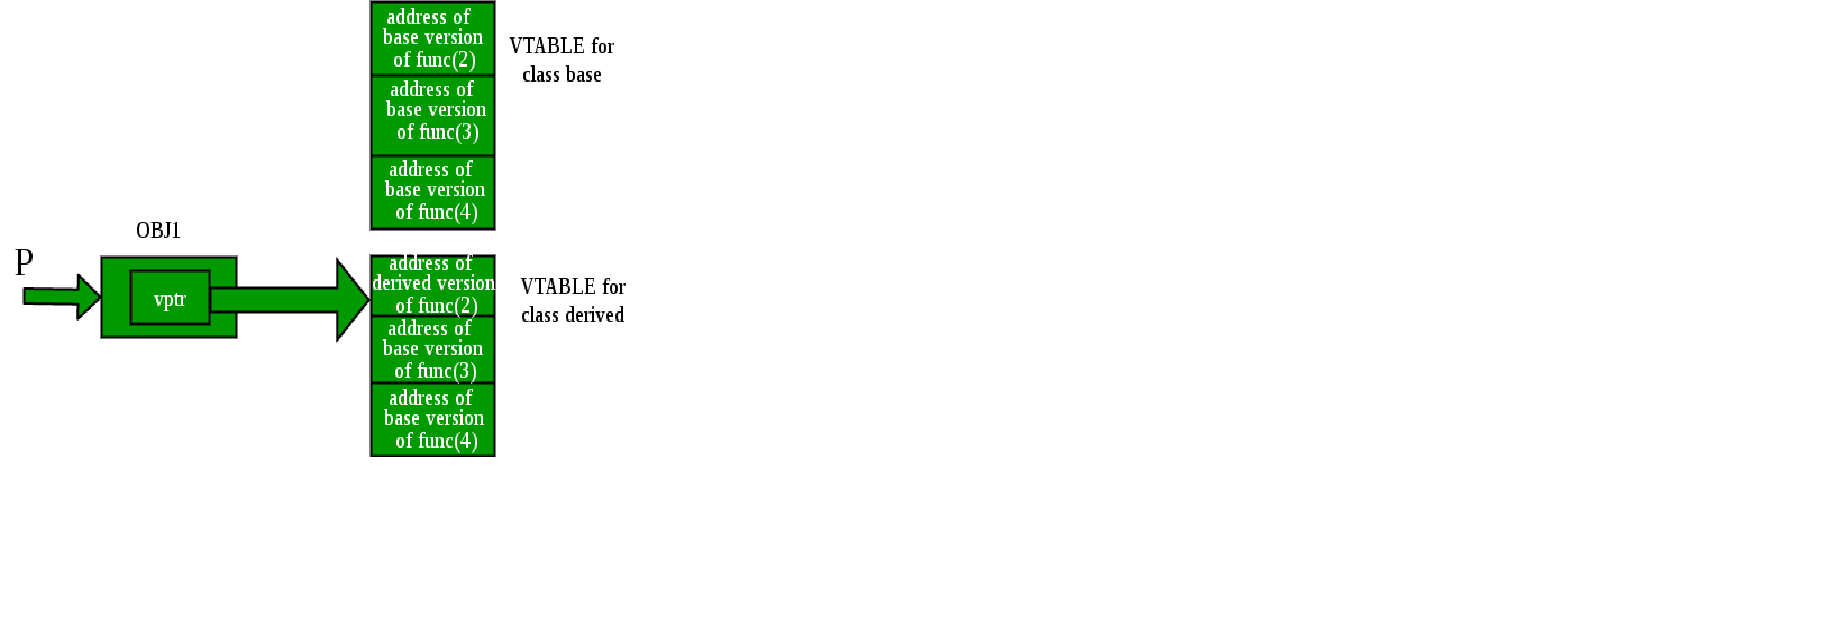 address of
base version
of func(2)
VTABLE for
class base
address of
base version
of func(3)
address of
base version
of func(4)
OBJ1
P
vptr
address of
derived version
of func(2)
VTABLE for
class derived
address of
base version
of func(3)
address of
base version
of func(4)